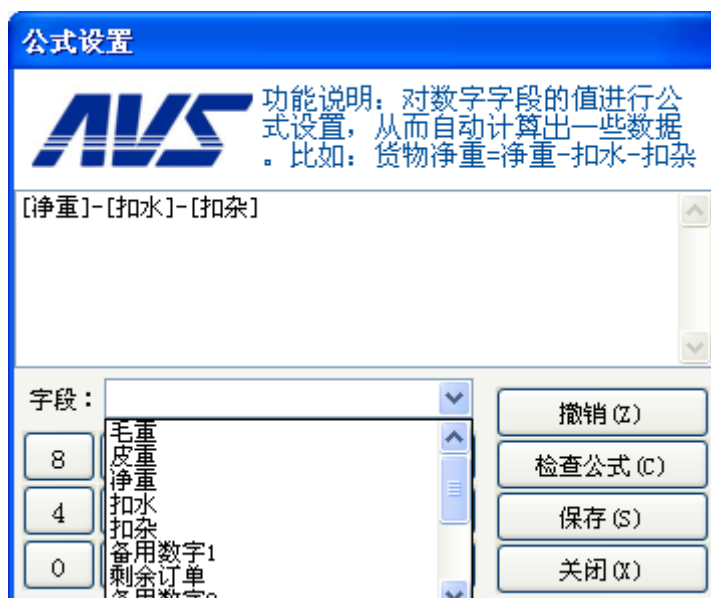 公式设置
AVS
功能说明：对数字字段的值进行公
式设置，从而自动计算出一些数据
。比如：货物净重=净重-扣水-扣杂
[净重]-[扣水]-[扣杂]
字段：
撤销(Z)
毛重
皮重
净重
扣水
扣杂
备用数字1
剩余订单
8
检查公式(C)
4
保存(S)
0
关闭(X)